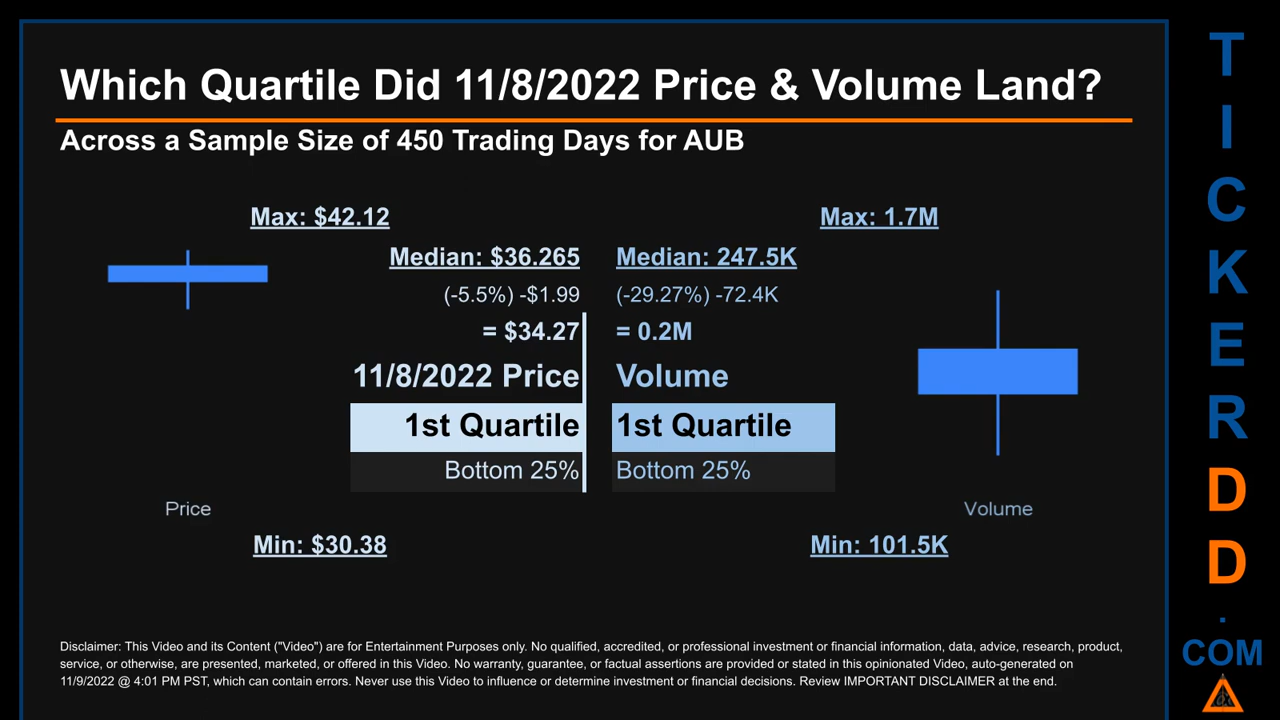 Which Quartile Did 11/8/2022 Price & Volume Land?
Across a Sample Size of 450 Trading Days for AUB
Max: $42.12
Median: $36.265
(-5.5%) -$1.99
= $34.27
11/8/2022 Price
1st Quartile
Bottom 25%
Price
Min: $30.38
Max: 1.7M
Median: 247.5K
(-29.27%) -72.4K
= 0.2M
Volume
1st Quartile
Bottom 25%
Volume
Min: 101.5K
Disclaimer: This Video and its Content ("Video") are for Entertainment Purposes only. No qualified, accredited, or professional investment or financial information, data, advice, research, product,
service, or otherwise, are presented, marketed, or offered in this Video. No warranty, guarantee, or factual assertions are provided or stated in this opinionated Video, auto-generated on
11/9/2022 @ 4:01 PM PST, which can contain errors. Never use this Video to influence or determine investment or financial decisions. Review IMPORTANT DISCLAIMER at the end.
T
I
C
K
E
R
D
D
.
COM